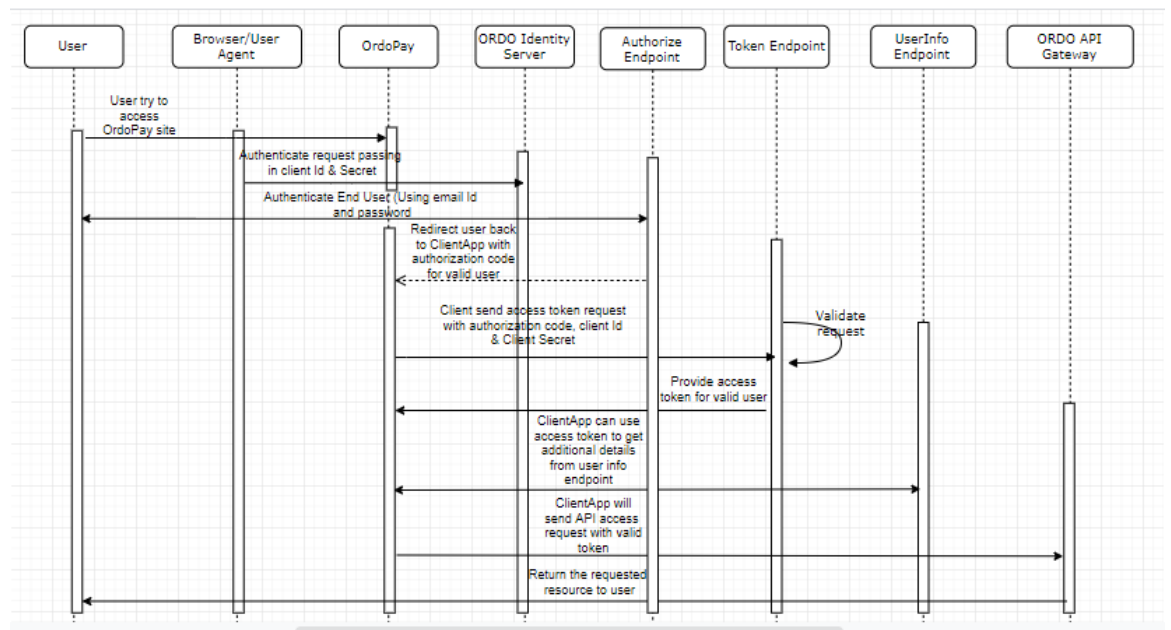 User
Browser/User
Agent
OrdoPay
ORDO Identity
Server
Authorize
Endpoint
Token Endpoint
UserInfo
Endpoint
ORDO API
Gateway
User try to
access
OrdoPay site
Authenticate request passing
in client Id & Secret
Authenticate End User (Using email Id
and password
Redirect user back
to ClientApp with
authorization code
for valid user
Client send access token request
with authorization code, client Id
& Client Secret
Validate
request
Provide access
token for valid user
ClientApp can use
access token to get
additional details
from user info
endpoint
ClientApp will
send API access
request with valid
token
Return the requested
resource to user